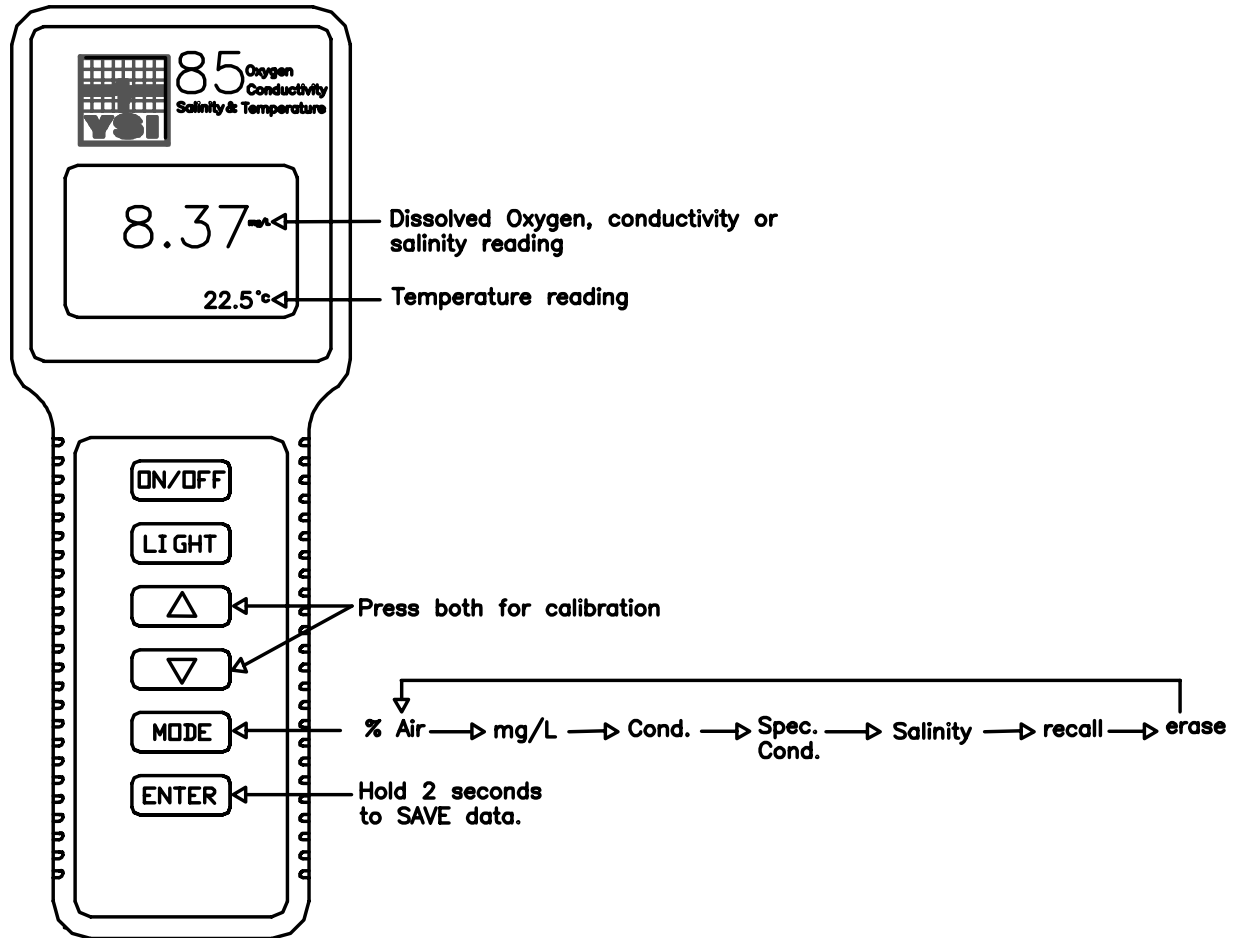 85 Oxygen
Conductivity
Salinity & Temperature
YSI
8.37 mg/L
22.5°c
Dissolved Oxygen, conductivity or
salinity reading
Temperature reading
ON/OFF
LIGHT
Press both for calibration
MODE
% Air
mg/L
Cond.
Spec.
Cond.
Salinity
recall
erase
ENTER
Hold 2 seconds
to SAVE data.